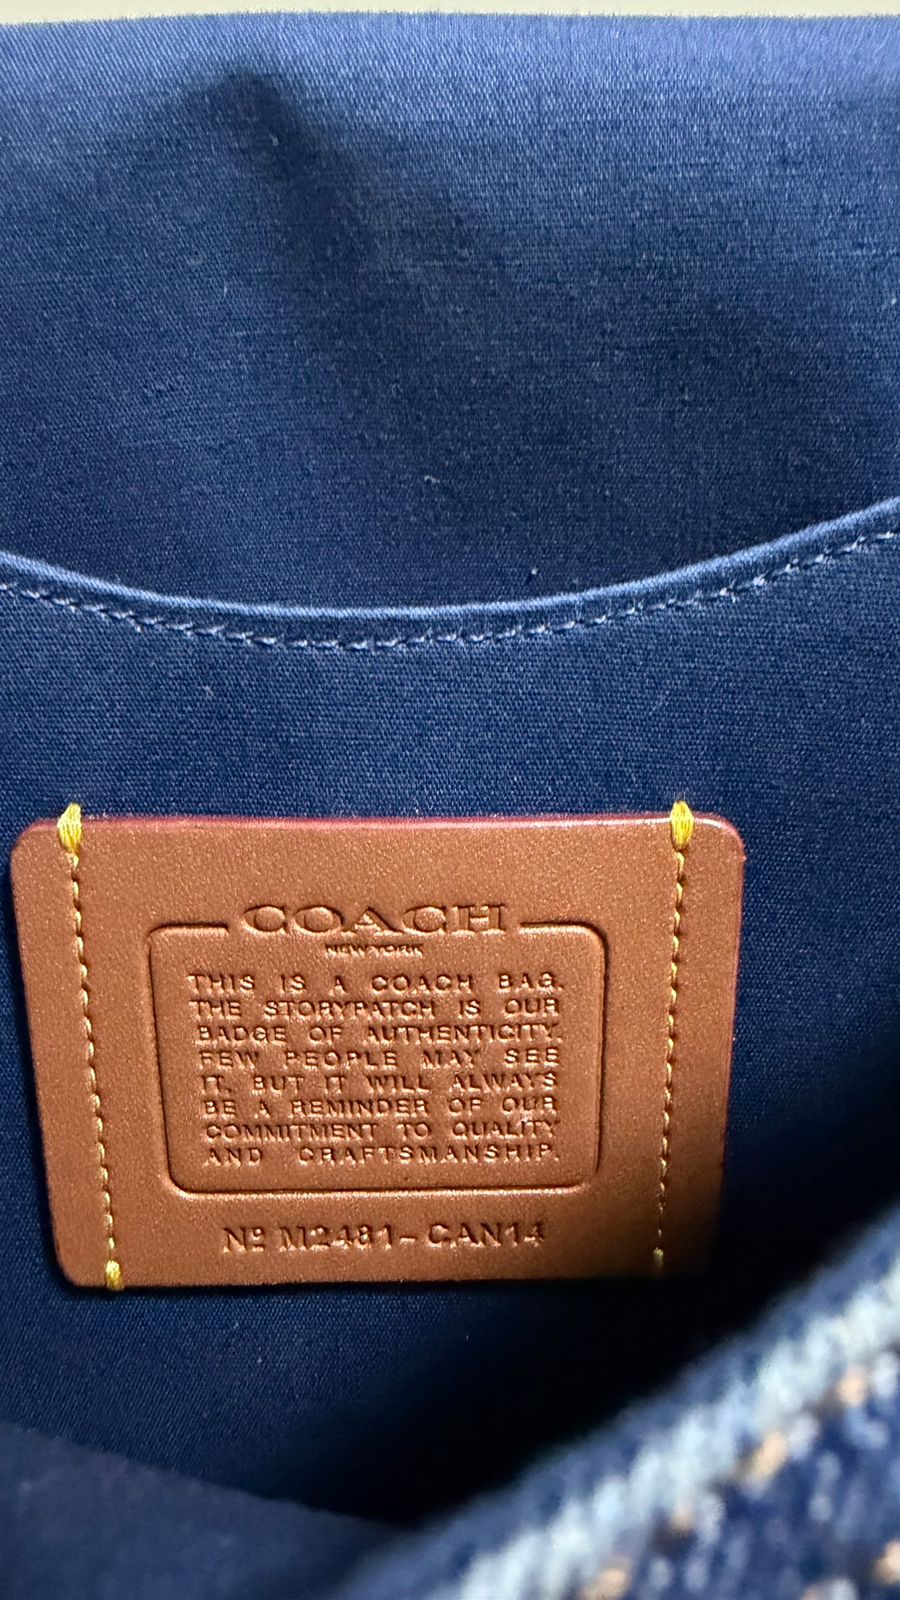 COACH
NEW YORK
THIS IS A COACH BAG.
THE STORYPATCH IS OUR
BADGE OF AUTHENTICITY.
FEW PEOPLE MAY SEE
IT, BUT IT WILL ALWAYS
BE A REMINDER OF OUR
COMMITMENT TO QUALITY
AND CRAFTSMANSHIP.
Nº M2481-CAN14